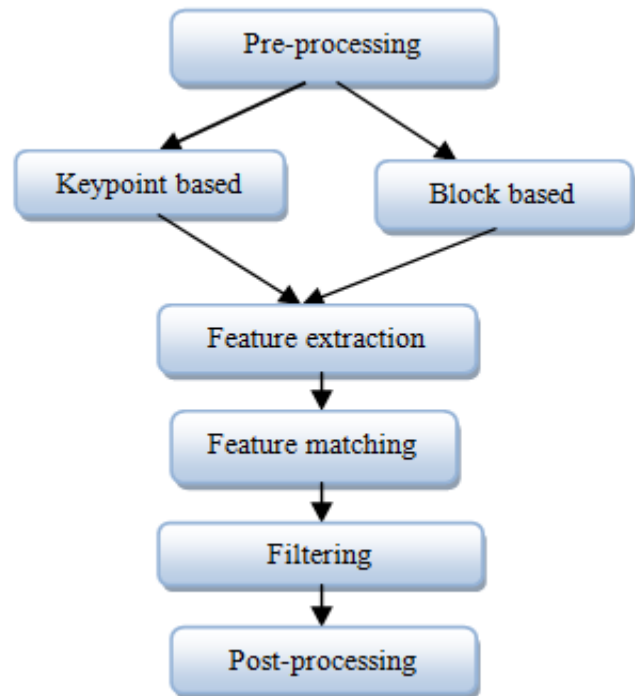 Pre-processing
Keypoint based
Block based
Feature extraction
Feature matching
Filtering
Post-processing